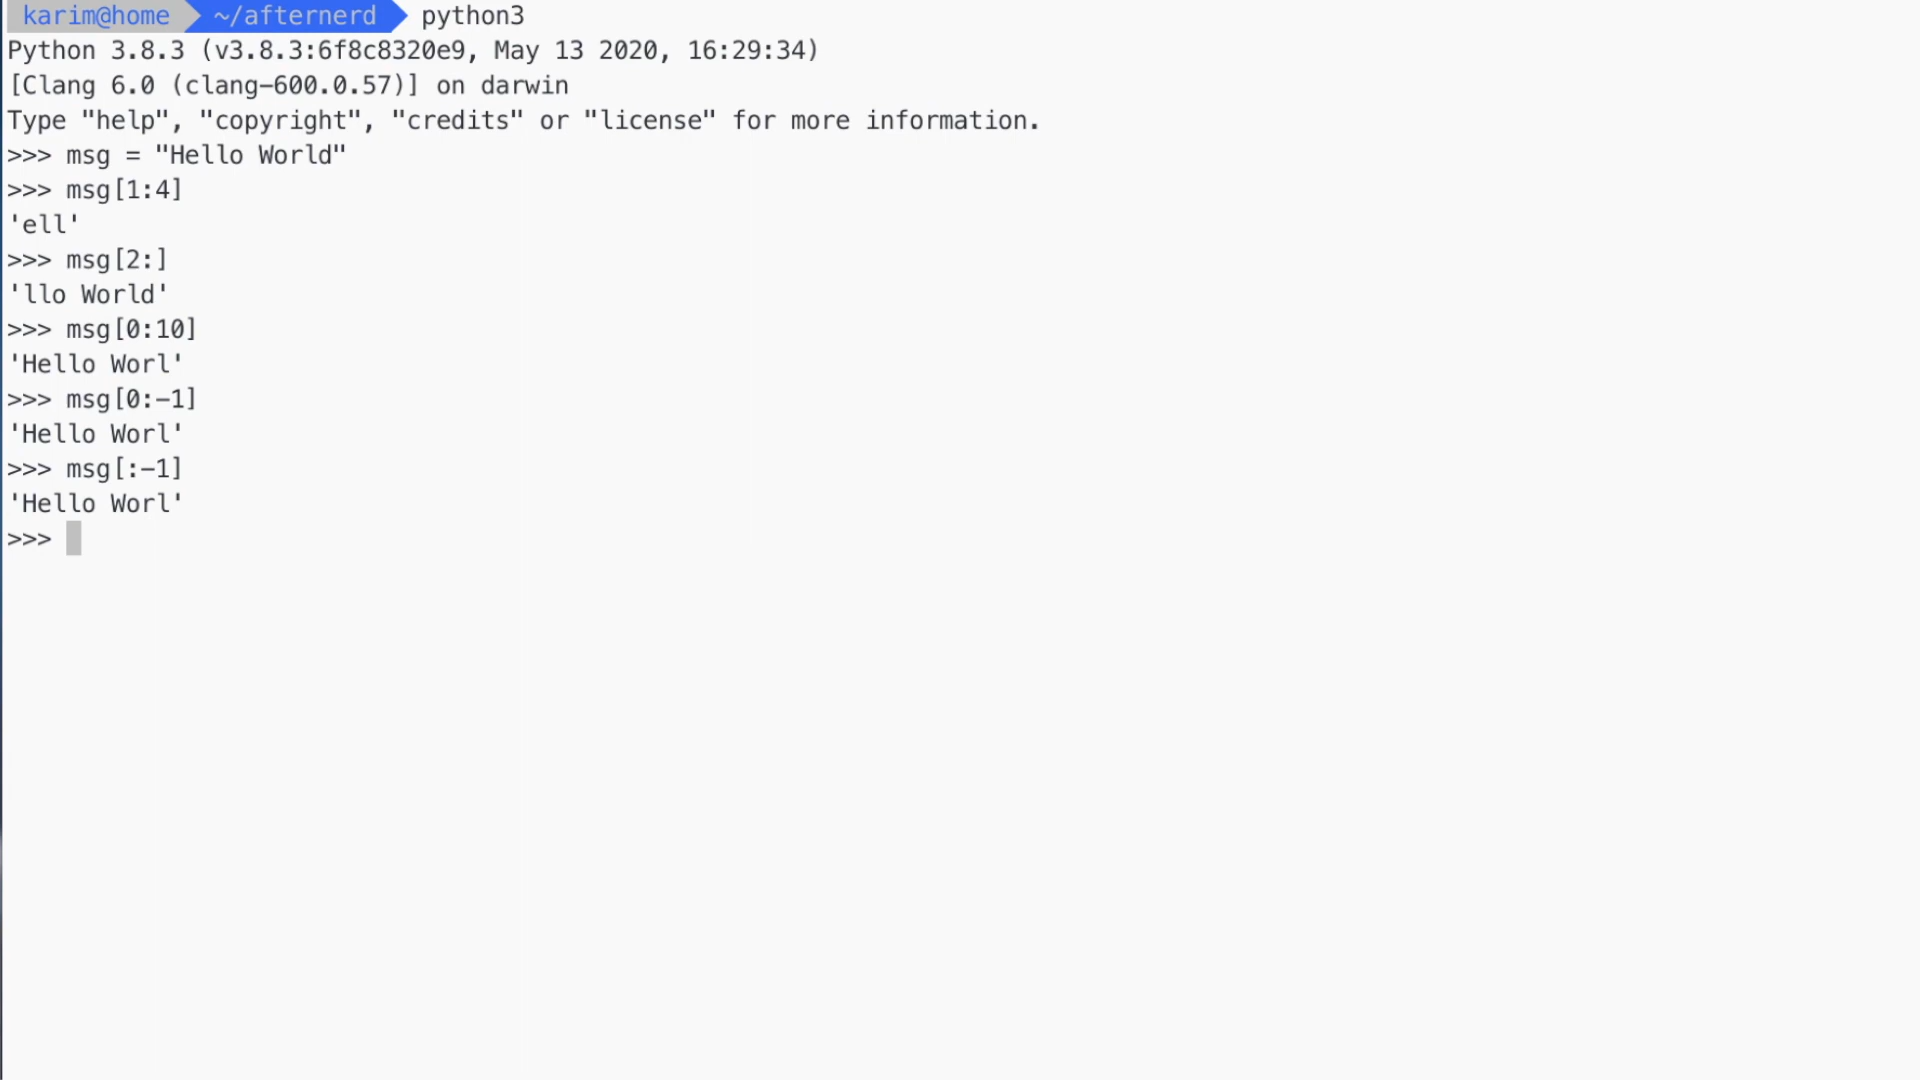 karim@home ~/afternerd python3
Python 3.8.3 (v3.8.3:6f8c8320e9, May 13 2020, 16:29:34)
[Clang 6.0 (clang-600.0.57)] on darwin
Type "help", "copyright", "credits" or "license" for more information.
>>> msg = "Hello World"
>>> msg[1:4]
'ell'
>>> msg[2:]
'llo World'
>>> msg[0:10]
'Hello Worl'
>>> msg[0:-1]
'Hello Worl'
>>> msg[:-1]
'Hello Worl'
>>>